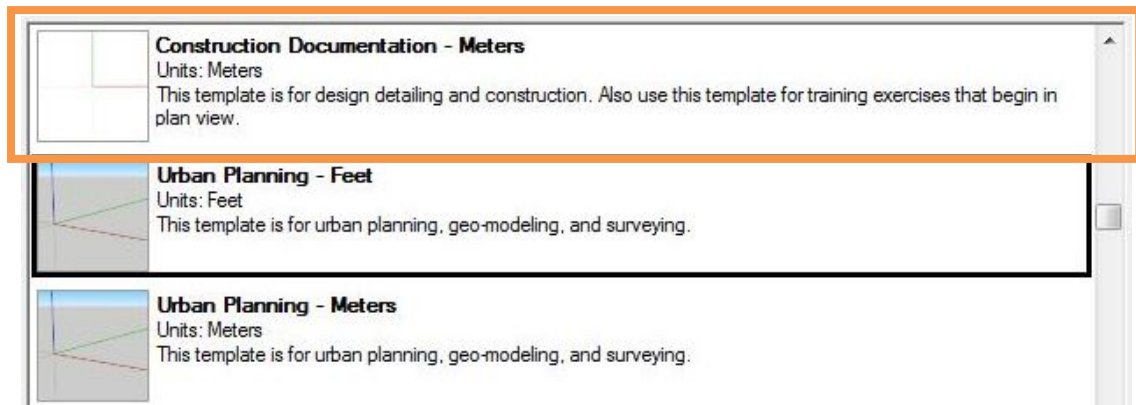 Construction Documentation - Meters
Units: Meters
This template is for design detailing and construction. Also use this template for training exercises that begin in
plan view.
Urban Planning - Feet
Units: Feet
This template is for urban planning, geo-modeling, and surveying.
Urban Planning - Meters
Units: Meters
This template is for urban planning, geo-modeling, and surveying.